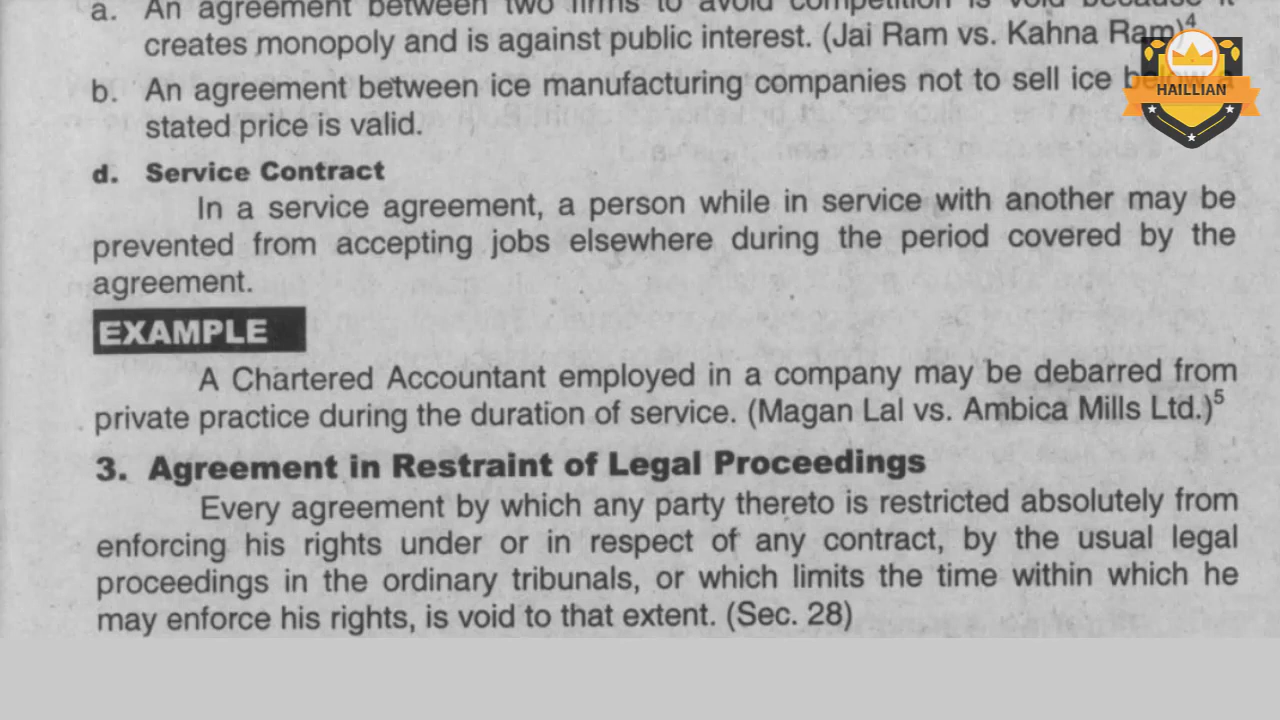 a. An agreement between two firms to avoid competition is void because it
creates monopoly and is against public interest. (Jai Ram vs. Kahna Ram)4
b. An agreement between ice manufacturing companies not to sell ice below a
stated price is valid.
HAILLIAN
d. Service Contract
In a service agreement, a person while in service with another may be
prevented from accepting jobs elsewhere during the period covered by the
agreement.
EXAMPLE
A Chartered Accountant employed in a company may be debarred from
private practice during the duration of service. (Magan Lal vs. Ambica Mills Ltd.)5
3. Agreement in Restraint of Legal Proceedings
Every agreement by which any party thereto is restricted absolutely from
enforcing his rights under or in respect of any contract, by the usual legal
proceedings in the ordinary tribunals, or which limits the time within which he
may enforce his rights, is void to that extent. (Sec. 28)